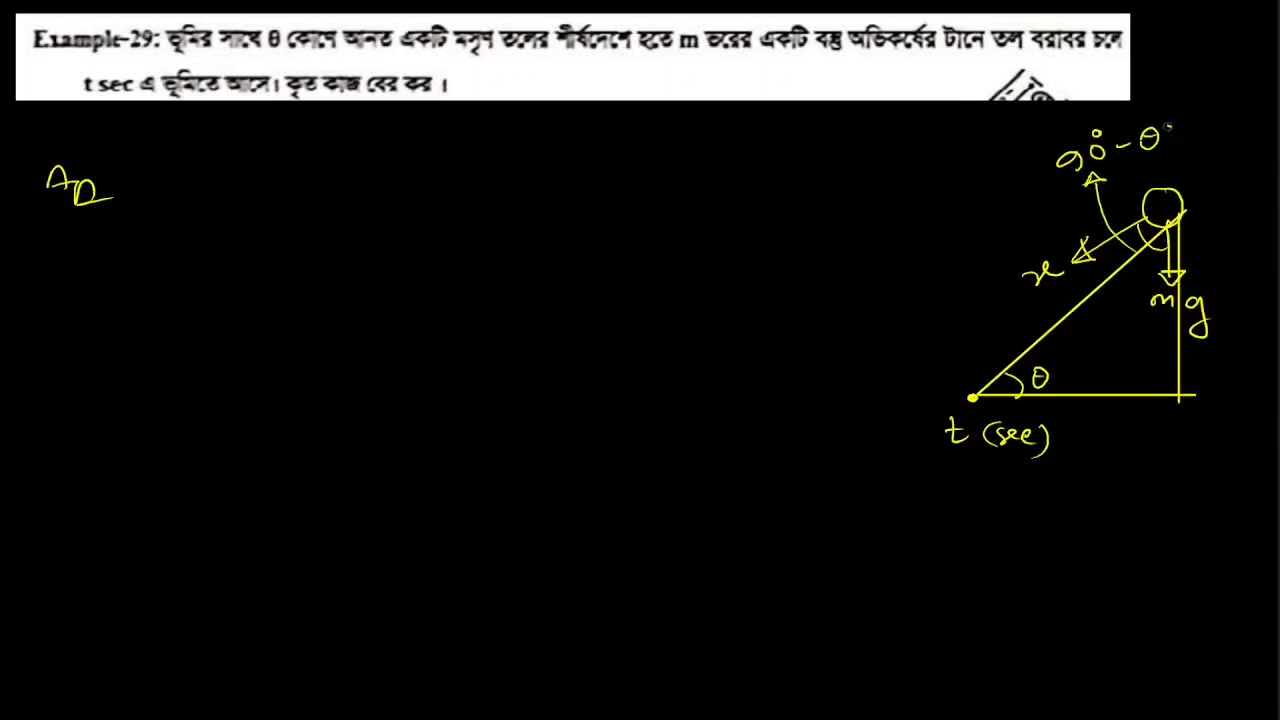 Example-29: ভূমির সাথে θ কোণে আনত একটি মসৃণ তলের শীর্ষদেশে হতে m ভরের একটি বস্তু অভিকর্ষের টানে তল বরাবর চলে
t sec এ ভূমিতে আসে। কৃত কাজ বের কর ।
90° - θ
x
mg
θ
t (sec)